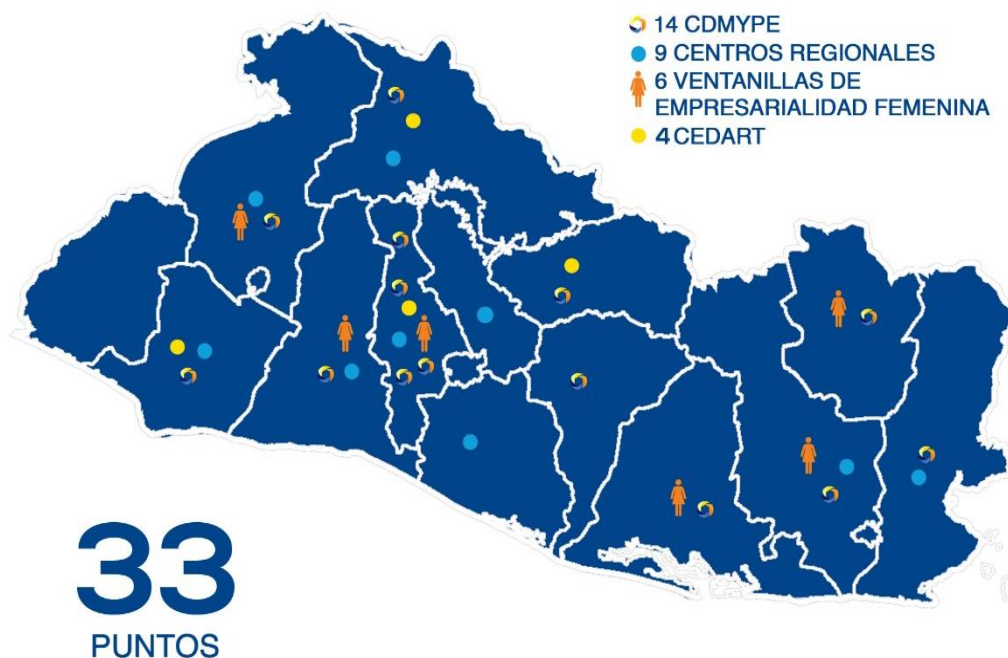 14 CDMYPE
9 CENTROS REGIONALES
6 VENTANILLAS DE
EMPRESARIALIDAD FEMENINA
4 CEDART
33
PUNTOS